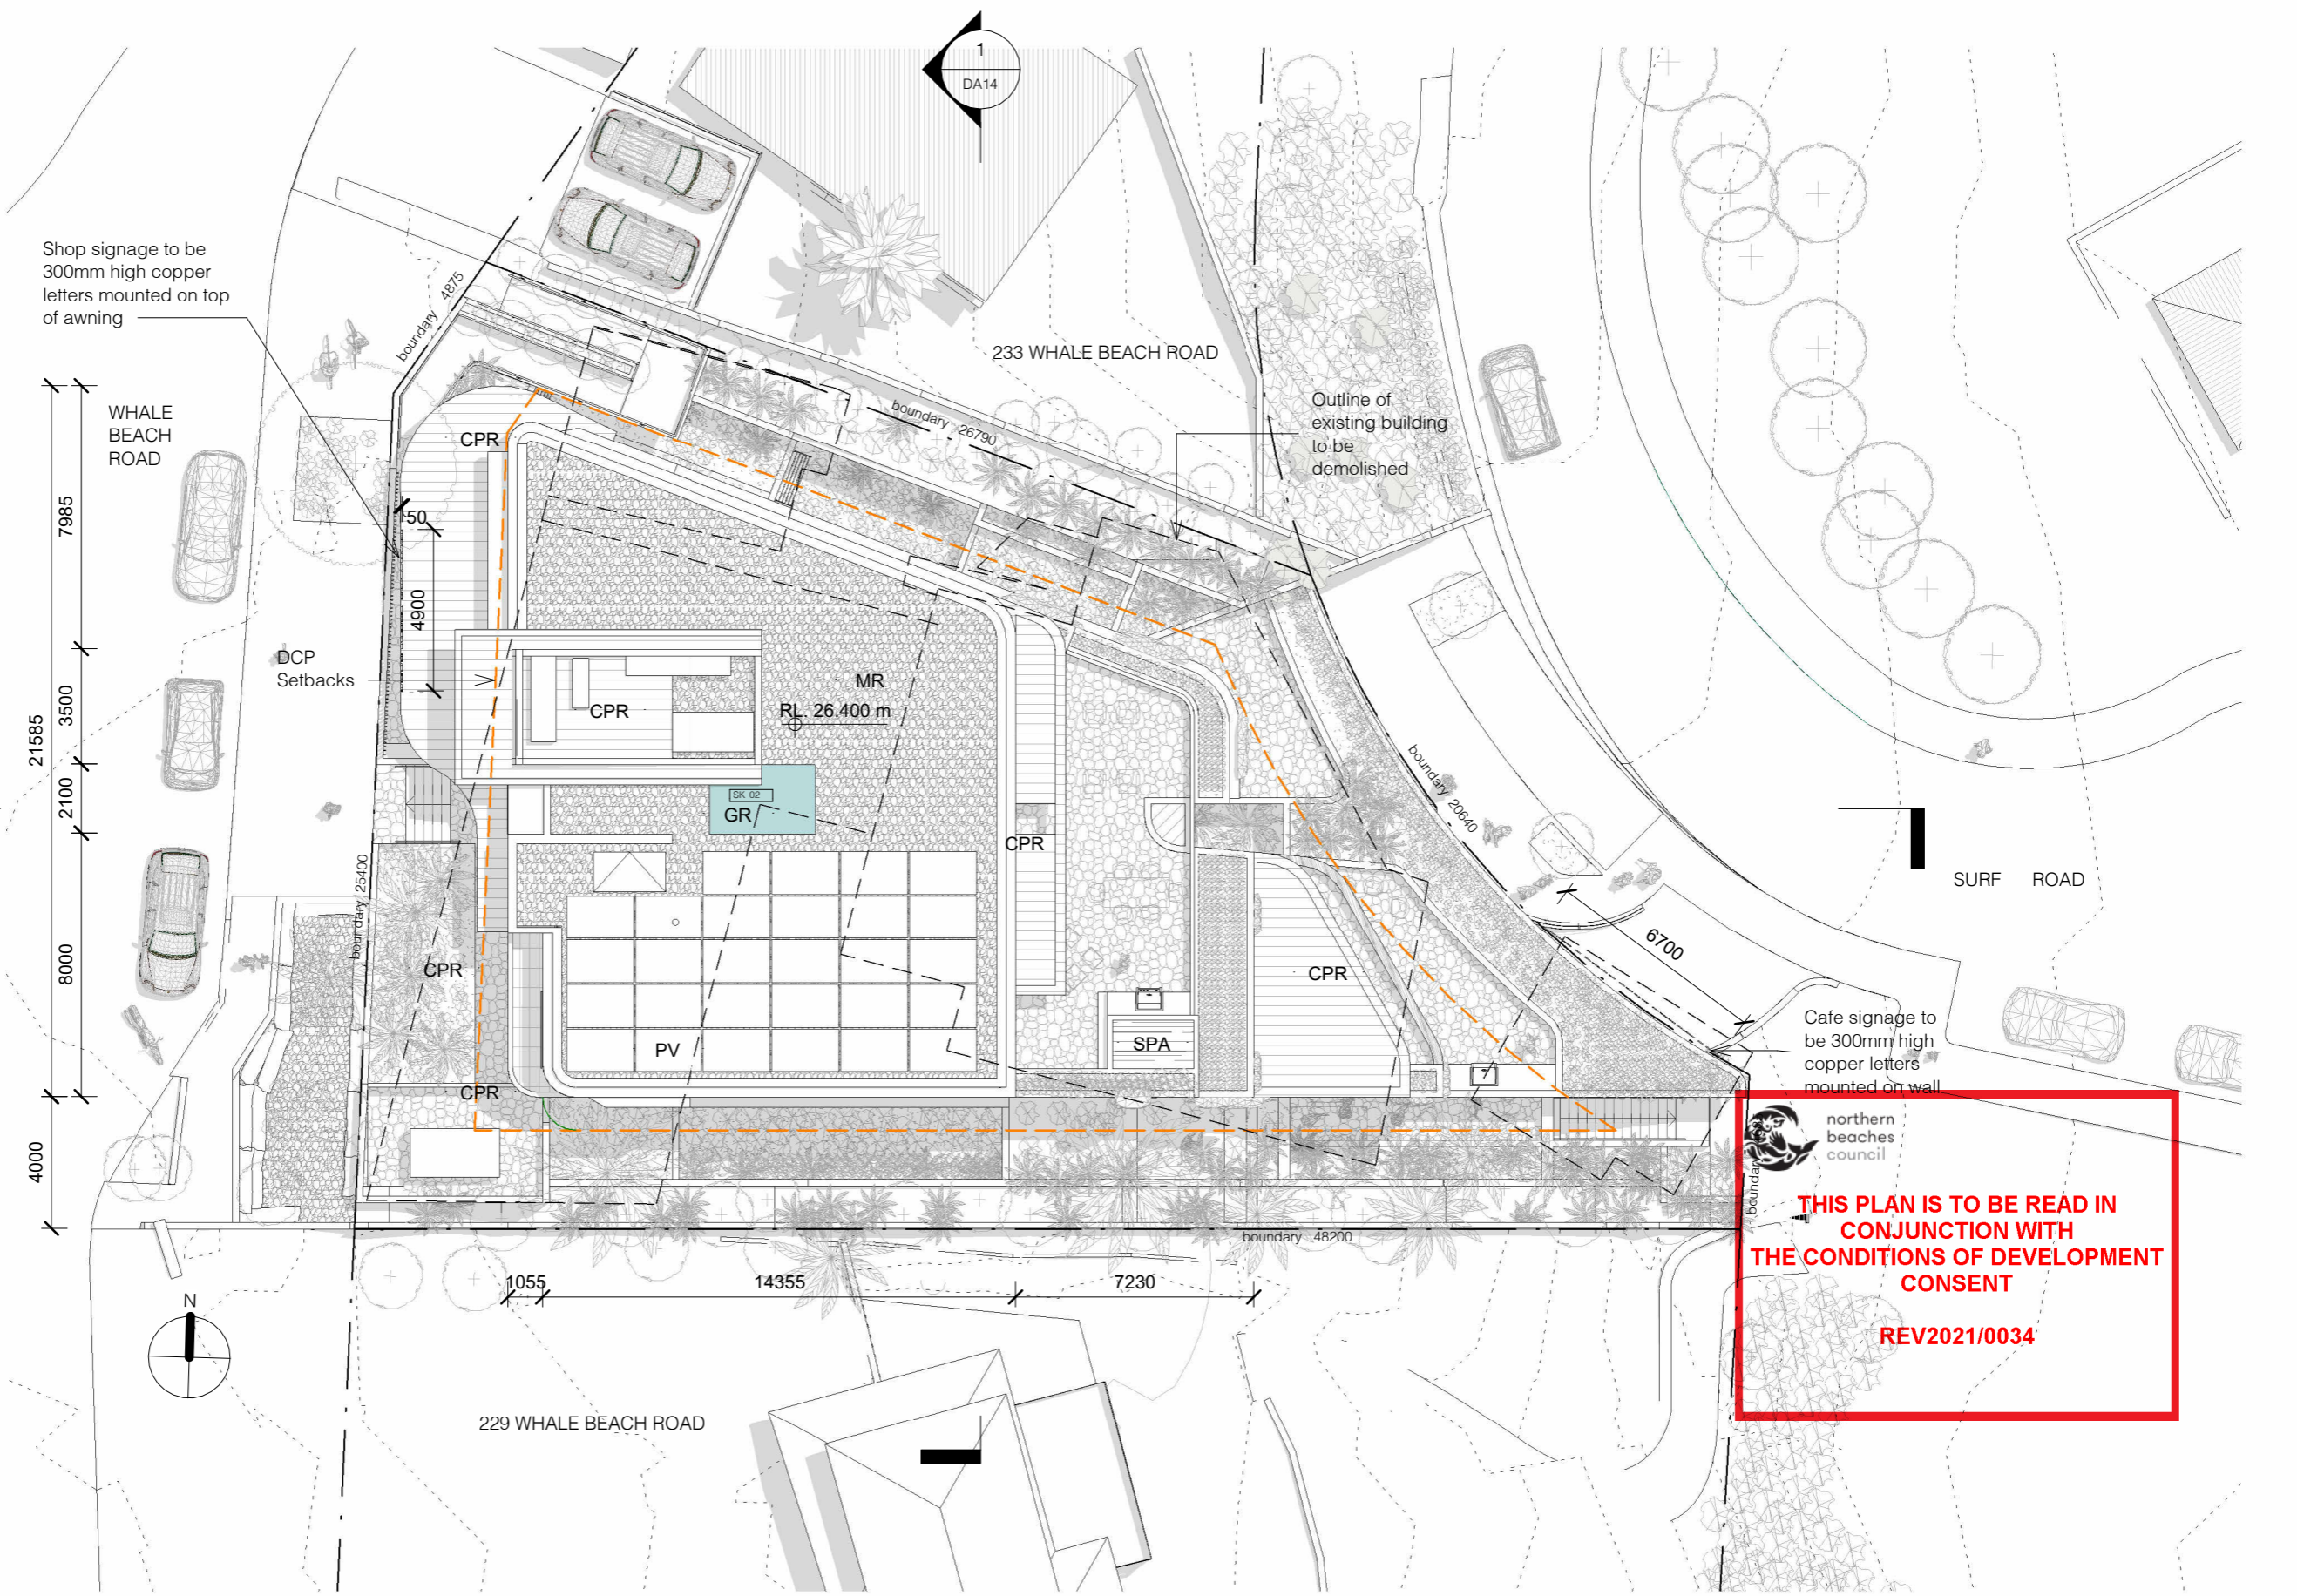 1
DA14
Shop signage to be
300mm high copper
letters mounted on top
of awning
boundary 4875
233 WHALE BEACH ROAD
WHALE
BEACH
ROAD
CPR
boundary 26790
Outline of
existing building
to be
demolished
7985
50
4900
DCP
Setbacks
MR
RL. 26.400 m
CPR
3500
21585
2100
SK 02
GR
CPR
boundary 20640
SURF ROAD
boundary 25400
8000
CPR
CPR
6700
PV
SPA
Cafe signage to
be 300mm high
copper letters
mounted on wall
CPR
4000
northern
beaches
council
boundary
THIS PLAN IS TO BE READ IN
CONJUNCTION WITH
THE CONDITIONS OF DEVELOPMENT
CONSENT
REV2021/0034
boundary 48200
1055
14355
7230
N
229 WHALE BEACH ROAD